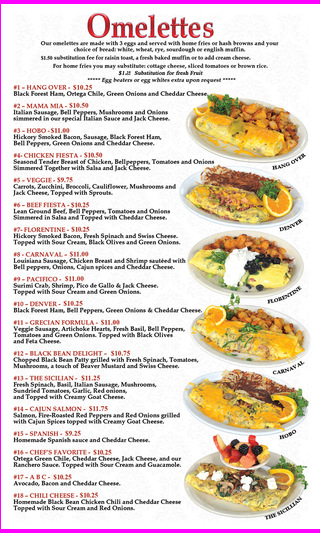 Omelettes
Our omelettes are made with 3 eggs and served with home fries or hash browns and your
choice of bread: white, wheat, rye, sourdough or english muffin.
$1.50 substitution fee for raisin toast, a fresh baked muffin or to add cream cheese.
For home fries you may substitute: cottage cheese, sliced tomatoes or brown rice.
$1.25 Substitution for fresh Fruit
***** Egg beaters or egg whites extra upon request *****
#1 – HANG OVER - $10.25
Black Forest Ham, Ortega Chile, Green Onions and Cheddar Cheese.
#2 – MAMA MIA - $10.50
Italian Sausage, Bell Peppers, Mushrooms and Onions
simmered in our special Italian Sauce and Jack Cheese.
#3 – HOBO - $11.00
Hickory Smoked Bacon, Sausage, Black Forest Ham,
Bell Peppers, Green Onions and Cheddar Cheese.
#4- CHICKEN FIESTA - $10.50
Seasond Tender Breast of Chicken, Bellpeppers, Tomatoes and Onions
Simmered Together with Salsa and Jack Cheese.
#5 – VEGGIE - $9.75
Carrots, Zucchini, Broccoli, Cauliflower, Mushrooms and
Jack Cheese, Topped with Sprouts.
#6 – BEEF FIESTA - $10.25
Lean Ground Beef, Bell Peppers, Tomatoes and Onions
Simmered in Salsa and Topped with Cheddar Cheese.
#7- FLORENTINE - $10.25
Hickory Smoked Bacon, Fresh Spinach and Swiss Cheese.
Topped with Sour Cream, Black Olives and Green Onions.
#8 - CARNAVAL - $11.00
Louisiana Sausage, Chicken Breast and Shrimp sautéed with
Bell peppers, Onions, Cajun spices and Cheddar Cheese.
#9 – PACIFICO - $11.00
Surimi Crab, Shrimp, Pico de Gallo & Jack Cheese.
Topped with Sour Cream and Green Onions.
#10 – DENVER - $10.25
Black Forest Ham, Bell Peppers, Green Onions & Cheddar Cheese.
#11 – GRECIAN FORMULA - $11.00
Veggie Sausage, Artichoke Hearts, Fresh Basil, Bell Peppers,
Tomatoes and Green Onions. Topped with Black Olives
and Feta Cheese.
#12 – BLACK BEAN DELIGHT - $10.75
Chopped Black Bean Patty grilled with Fresh Spinach, Tomatoes,
Mushrooms, a touch of Beaver Mustard and Swiss Cheese.
#13 – THE SICILIAN - $11.25
Fresh Spinach, Basil, Italian Sausage, Mushrooms,
Sundried Tomatoes, Garlic, Red onions,
and Topped with Creamy Goat Cheese.
#14 – CAJUN SALMON - $11.75
Salmon, Fire-Roasted Red Peppers and Red Onions grilled
with Cajun Spices topped with Creamy Goat Cheese.
#15 – SPANISH - $9.25
Homemade Spanish sauce and Cheddar Cheese.
#16 – CHEF'S FAVORITE - $10.25
Ortega Green Chile, Cheddar Cheese, Jack Cheese, and our
Ranchero Sauce. Topped with Sour Cream and Guacamole.
#17 – A B C - $10.25
Avocado, Bacon and Cheddar Cheese.
#18 – CHILI CHEESE - $10.25
Homemade Black Bean Chicken Chili and Cheddar Cheese
Topped with Sour Cream and Red Onions.
HANG OVER
DENVER
FLORENTINE
CARNAVAL
HOBO
THE SICILIAN